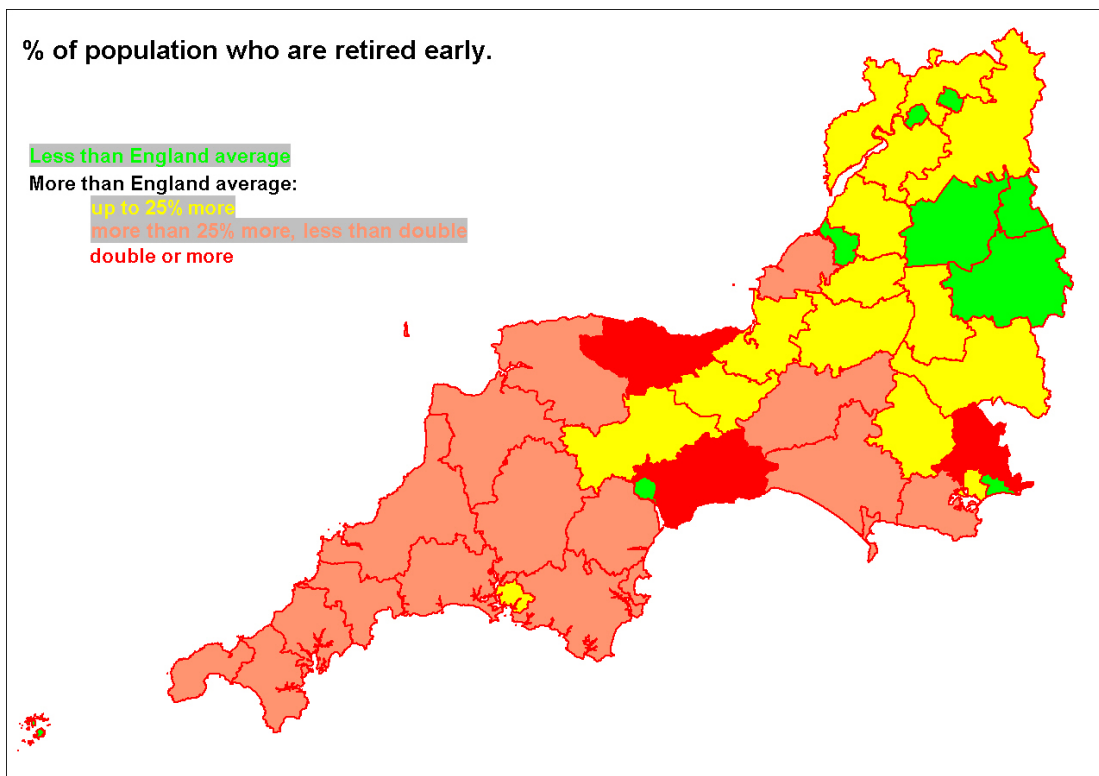 % of population who are retired early.
Less than England average
More than England average:
up to 25% more
more than 25% more, less than double
double or more